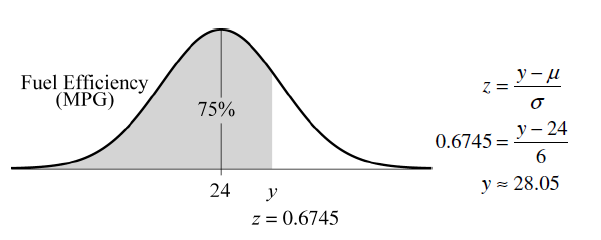 Fuel Efficiency
(MPG)
75%
24
y
z = 0.6745
z = y − μ / σ
0.6745 = y − 24 / 6
y ≈ 28.05